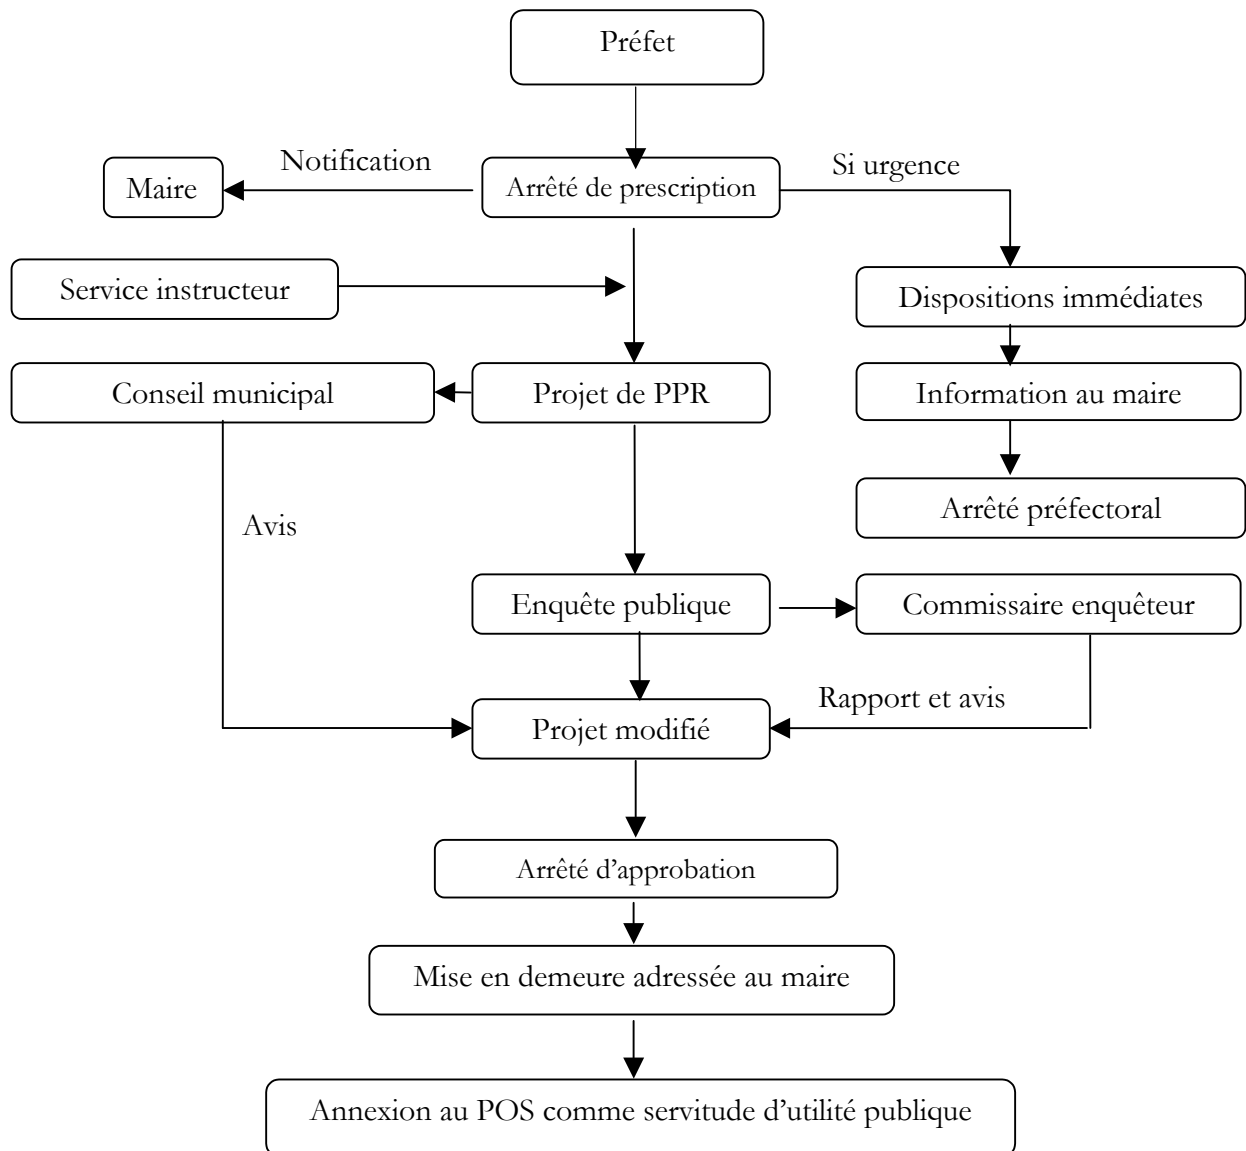 Préfet
Notification
Si urgence
Maire
Arrêté de prescription
Service instructeur
Dispositions immédiates
Conseil municipal
Projet de PPR
Information au maire
Arrêté préfectoral
Avis
Enquête publique
Commissaire enquêteur
Rapport et avis
Projet modifié
Arrêté d’approbation
Mise en demeure adressée au maire
Annexion au POS comme servitude d’utilité publique